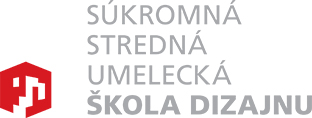 SÚKROMNÁ
STREDNÁ
UMELECKÁ
ŠKOLA DIZAJNU